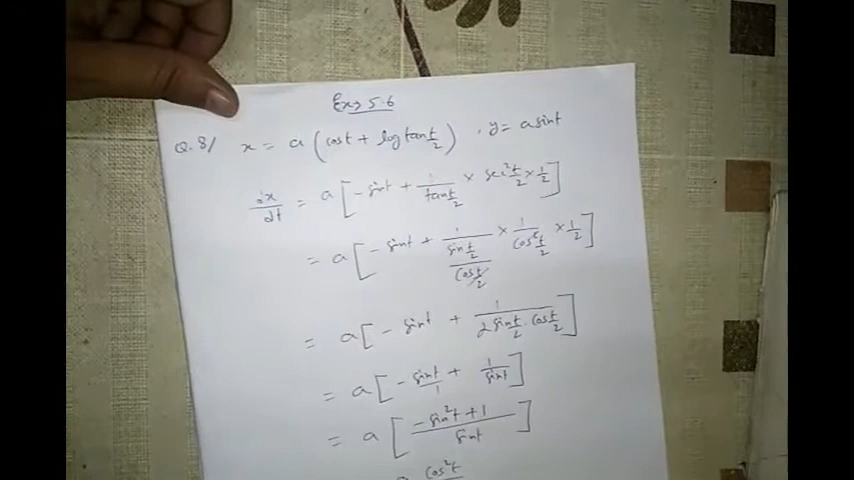 Ex 5.6
Q.8/ x = a (cost + log tan t/2) , y = a sint
dx/dt = a [- sint + 1/(tan t/2) × sec² t/2 × 1/2]
= a [- sint + 1/((sin t/2)/(cos t/2)) × 1/(cos² t/2) × 1/2]
= a [- sint + 1/(2 sin t/2 . cos t/2)]
= a [- sint/1 + 1/sint]
= a [(-sin²t + 1)/sint]
cos²t